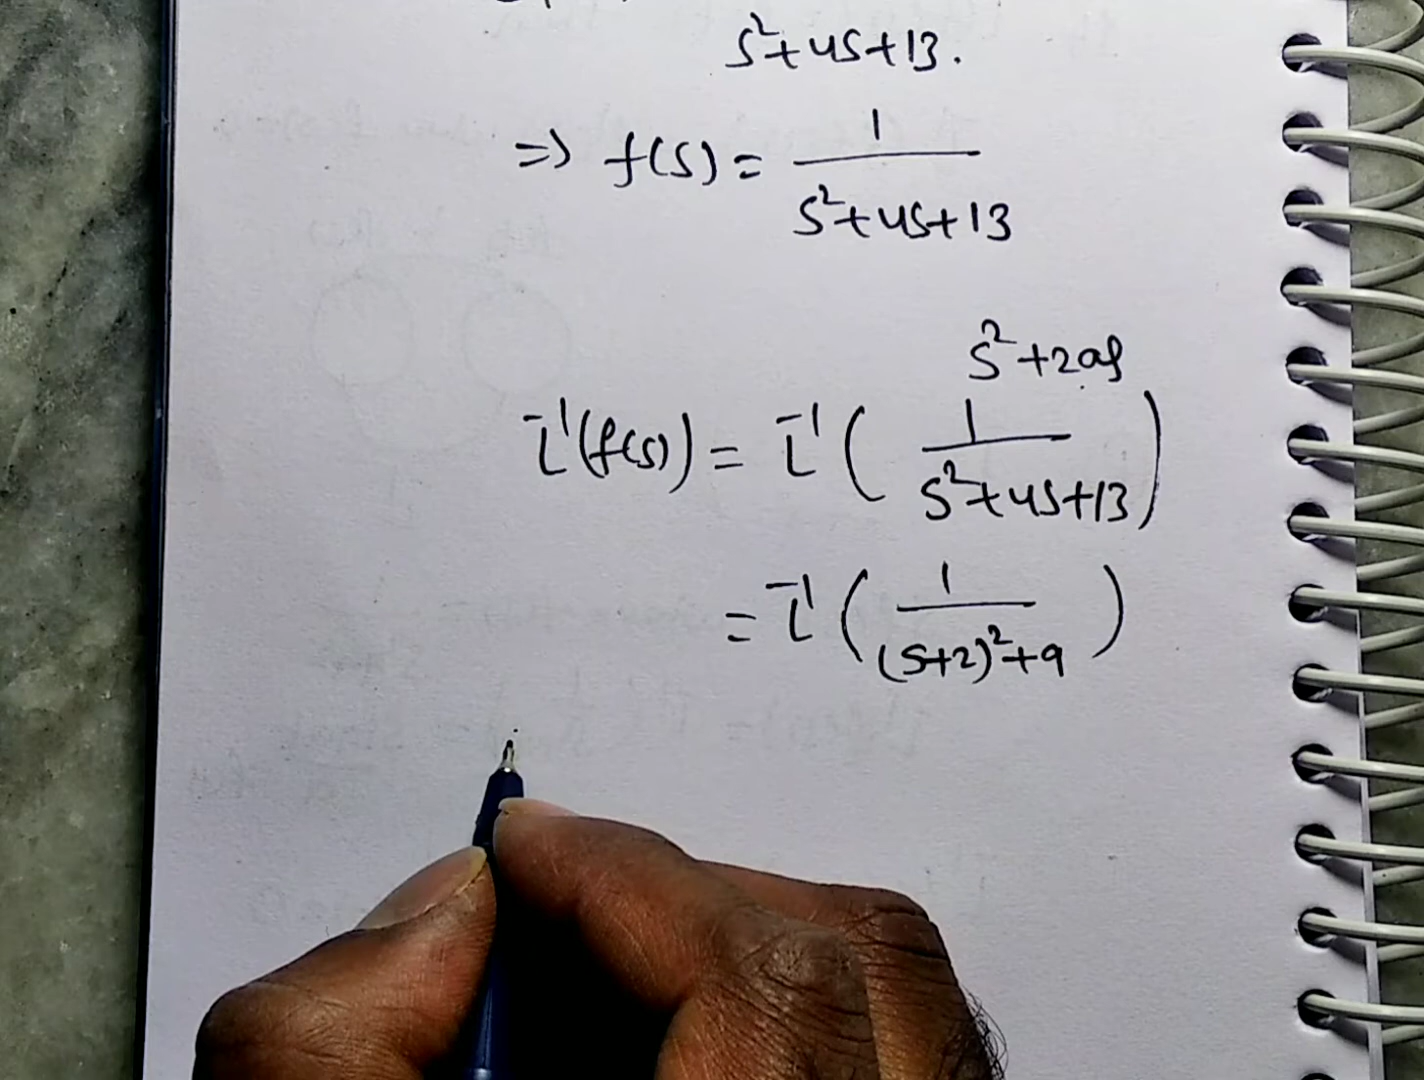 s²+4s+13.
=> f(s) = 1/(s²+4s+13)
s²+2as
L⁻¹(f(s)) = L⁻¹( 1/(s²+4s+13) )
= L⁻¹( 1/((s+2)²+9) )